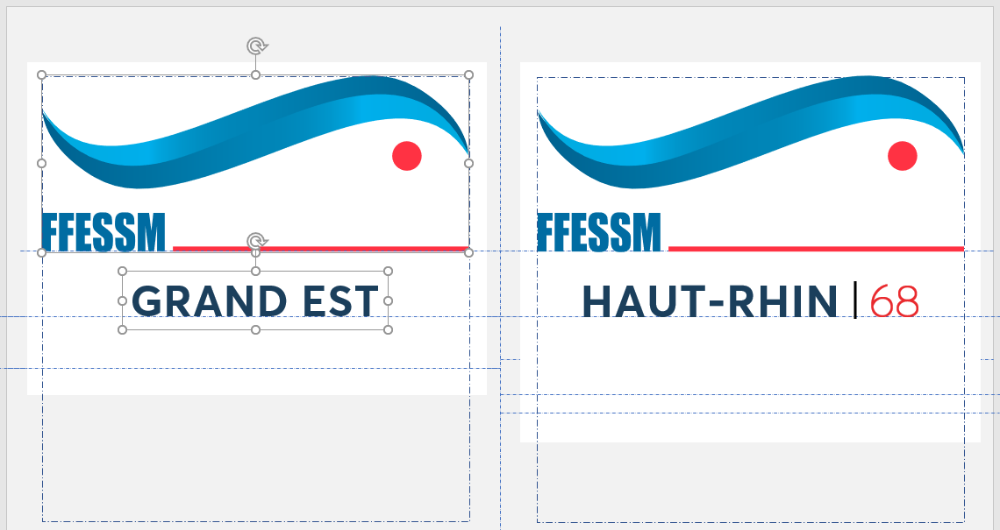 FFESSM
GRAND EST
FFESSM
HAUT-RHIN | 68